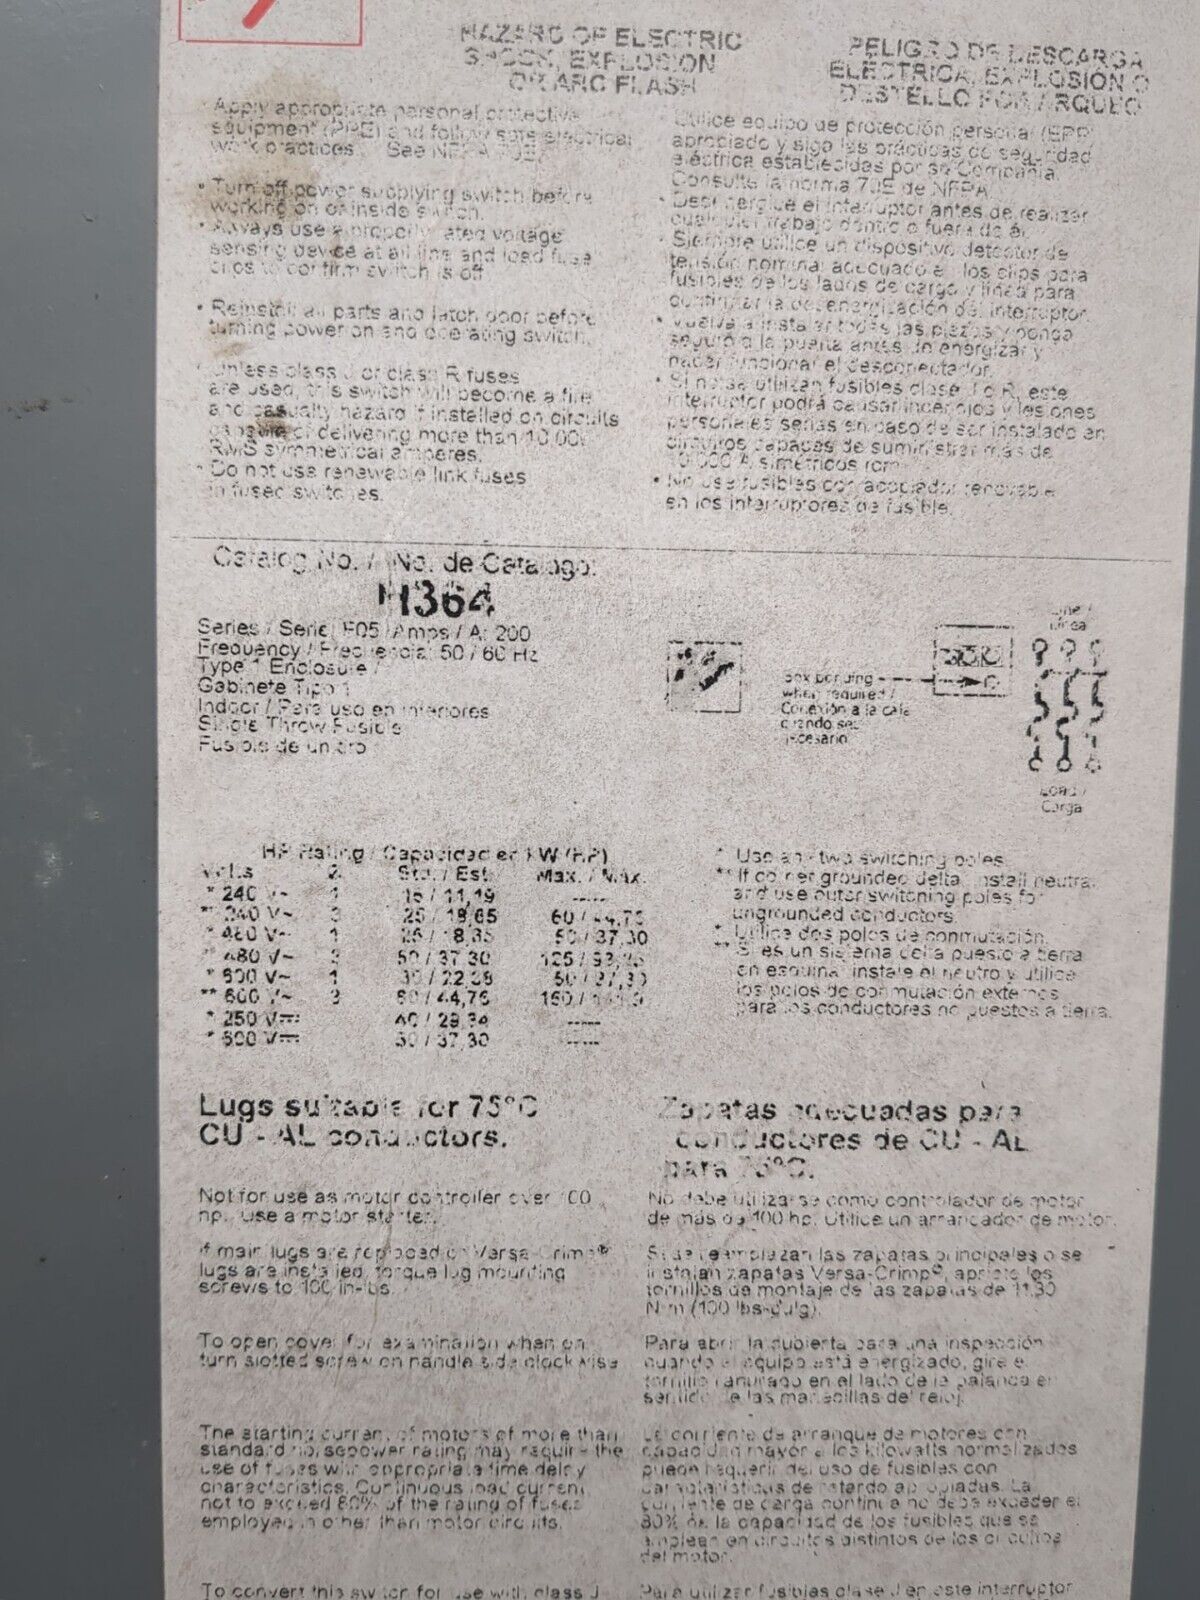 HAZARD OF ELECTRIC
SHOCK, EXPLOSION
OR ARC FLASH
Apply appropriate personal protective
equipment (PPE) and follow safe electrical
work practices. See NFPA 70E.
• Turn off power supplying switch before
working on or inside switch.
• Always use a properly rated voltage
sensing device at all line and load fuse
clips to confirm switch is off.
• Reinstall all parts and latch door before
turning power on and operating switch.
Unless class J or class R fuses
are used, this switch will become a fire
and casualty hazard if installed on circuits
capable of delivering more than 10,000
RMS symmetrical amperes.
• Do not use renewable link fuses
in fused switches.
PELIGRO DE DESCARGA
ELÉCTRICA, EXPLOSIÓN O
DESTELLO POR ARQUEO
Utilice equipo de protección personal (EPP)
apropiado y siga las prácticas de seguridad
eléctrica establecidas por su Compañía.
Consulte la norma 70E de NFPA.
• Desenergice el interruptor antes de realizar
cualquier trabajo dentro o fuera de él.
• Siempre utilice un dispositivo detector de
tensión nominal adecuado en los clips para
fusibles de los lados de cargo y línea para
confirmar la desenergización del interruptor.
• Vuelva a instalar todas las piezas y ponga
seguro a la puerta antes de energizar y
hacer funcionar el desconectador.
• Si no se utilizan fusibles clase J o R, este
interruptor podrá causar incendios y lesiones
personales serias en caso de ser instalado en
circuitos capaces de suministrar más de
10 000 A simétricos rcm.
• No use fusibles con acoplador renovable
en los interruptores de fusible.
Catalog No. / No. de Catalogo:
H364
Series / Serie: F05 /Amps / A: 200
Frequency / Frecuencia: 50 / 60 Hz
Type 1 Enclosure /
Gabinete Tipo 1
Indoor / Para uso en interiores
Single Throw Fusible
Fusible de un tiro
Box bonding
when required /
Conexión a la caja
cuando sea
necesario
Line /
Línea
Load /
Carga
HP Rating / Capacidad en kW (HP)
Volts Std. / Est. Max. / Máx.
* 240 V~ 1 15 / 11,19 -----
** 240 V~ 3 25 / 18,65 60 / 44,76
* 480 V~ 1 25 / 18,65 50 / 37,30
** 480 V~ 3 50 / 37,30 125 / 93,25
* 600 V~ 1 30 / 22,38 50 / 37,30
** 600 V~ 3 60 / 44,76 150 / 111,9
* 250 V⎓ 40 / 29,84 -----
* 600 V⎓ 50 / 37,30 -----
* Use any two switching poles.
** If corner grounded delta, install neutral
and use outer switching poles for
ungrounded conductors.
* Utilice dos polos de conmutación.
** Si es un sistema delta puesto a tierra
en esquina, instale el neutro y utilice
los polos de conmutación externos
para los conductores no puestos a tierra.
Lugs suitable for 75°C
CU - AL conductors.
Zapatas adecuadas para
conductores de CU - AL
para 75°C.
Not for use as motor controller over 100
hp. Use a motor starter.
No debe utilizarse como controlador de motor
de más de 100 hp. Utilice un arrancador de motor.
If main lugs are replaced or Versa-Crimp®
lugs are installed, torque lug mounting
screws to 100 in-lbs.
Si se reemplazan las zapatas principales o se
instalan zapatas Versa-Crimp®, apriete los
tornillos de montaje de las zapatas de 11,30
N•m (100 lbs-pulg).
To open cover for examination when on
turn slotted screw on handle side clockwise
Para abrir la cubierta para una inspección
cuando el equipo está energizado, gire el
tornillo ranurado en el lado de la palanca en
sentido de las manecillas del reloj.
The starting current of motors of more than
standard horsepower rating may require the
use of fuses with appropriate time delay
characteristics. Continuous load current
not to exceed 80% of the rating of fuses
employed in other than motor circuits.
La corriente de arranque de motores con
capacidad mayor a los kilowatts normalizados
puede requerir del uso de fusibles con
características de retardo apropiadas. La
corriente de carga continua no debe exceder el
80% de la capacidad de los fusibles que se
emplean en circuitos distintos de los circuitos
del motor.
To convert this switch for use with class J
Para utilizar fusibles clase J en este interruptor